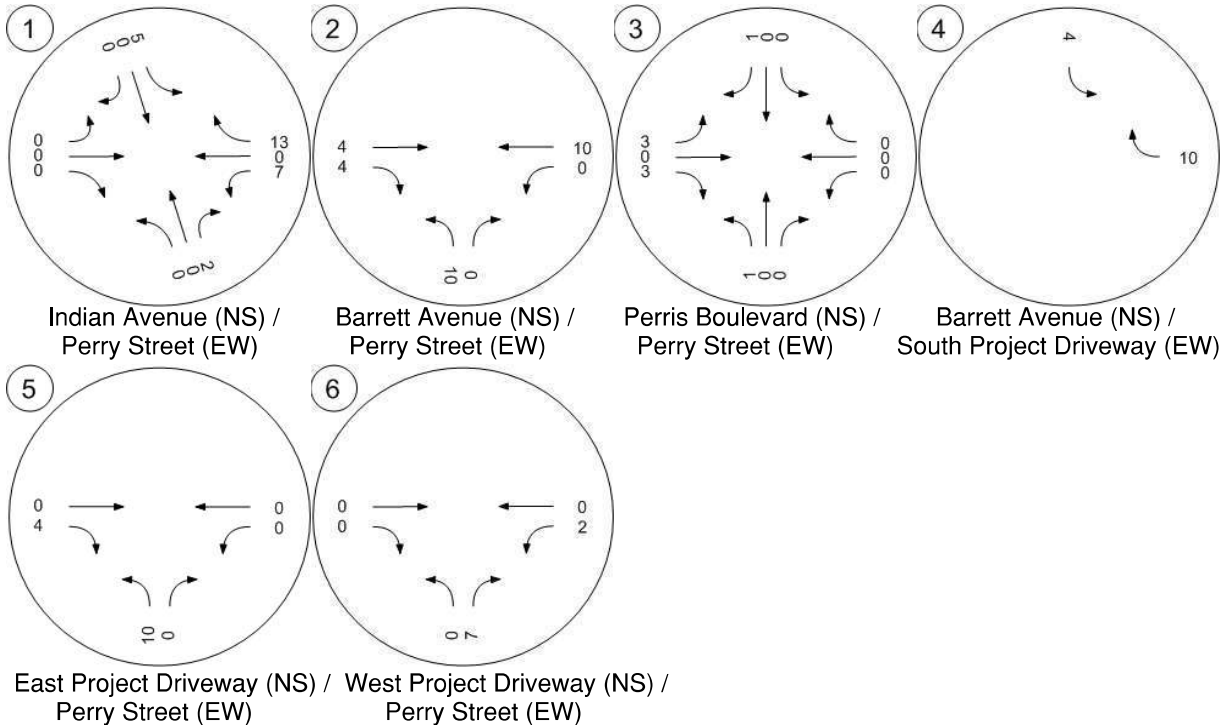 1
0 0 5
0
0
0
13
0
7
0 0 2
Indian Avenue (NS) /
Perry Street (EW)
2
4
4
10
0
10 0
Barrett Avenue (NS) /
Perry Street (EW)
3
1 0 0
3
0
3
0
0
0
1 0 0
Perris Boulevard (NS) /
Perry Street (EW)
4
4
10
Barrett Avenue (NS) /
South Project Driveway (EW)
5
0
4
0
0
10 0
East Project Driveway (NS) /
Perry Street (EW)
6
0
0
0
2
0 7
West Project Driveway (NS) /
Perry Street (EW)